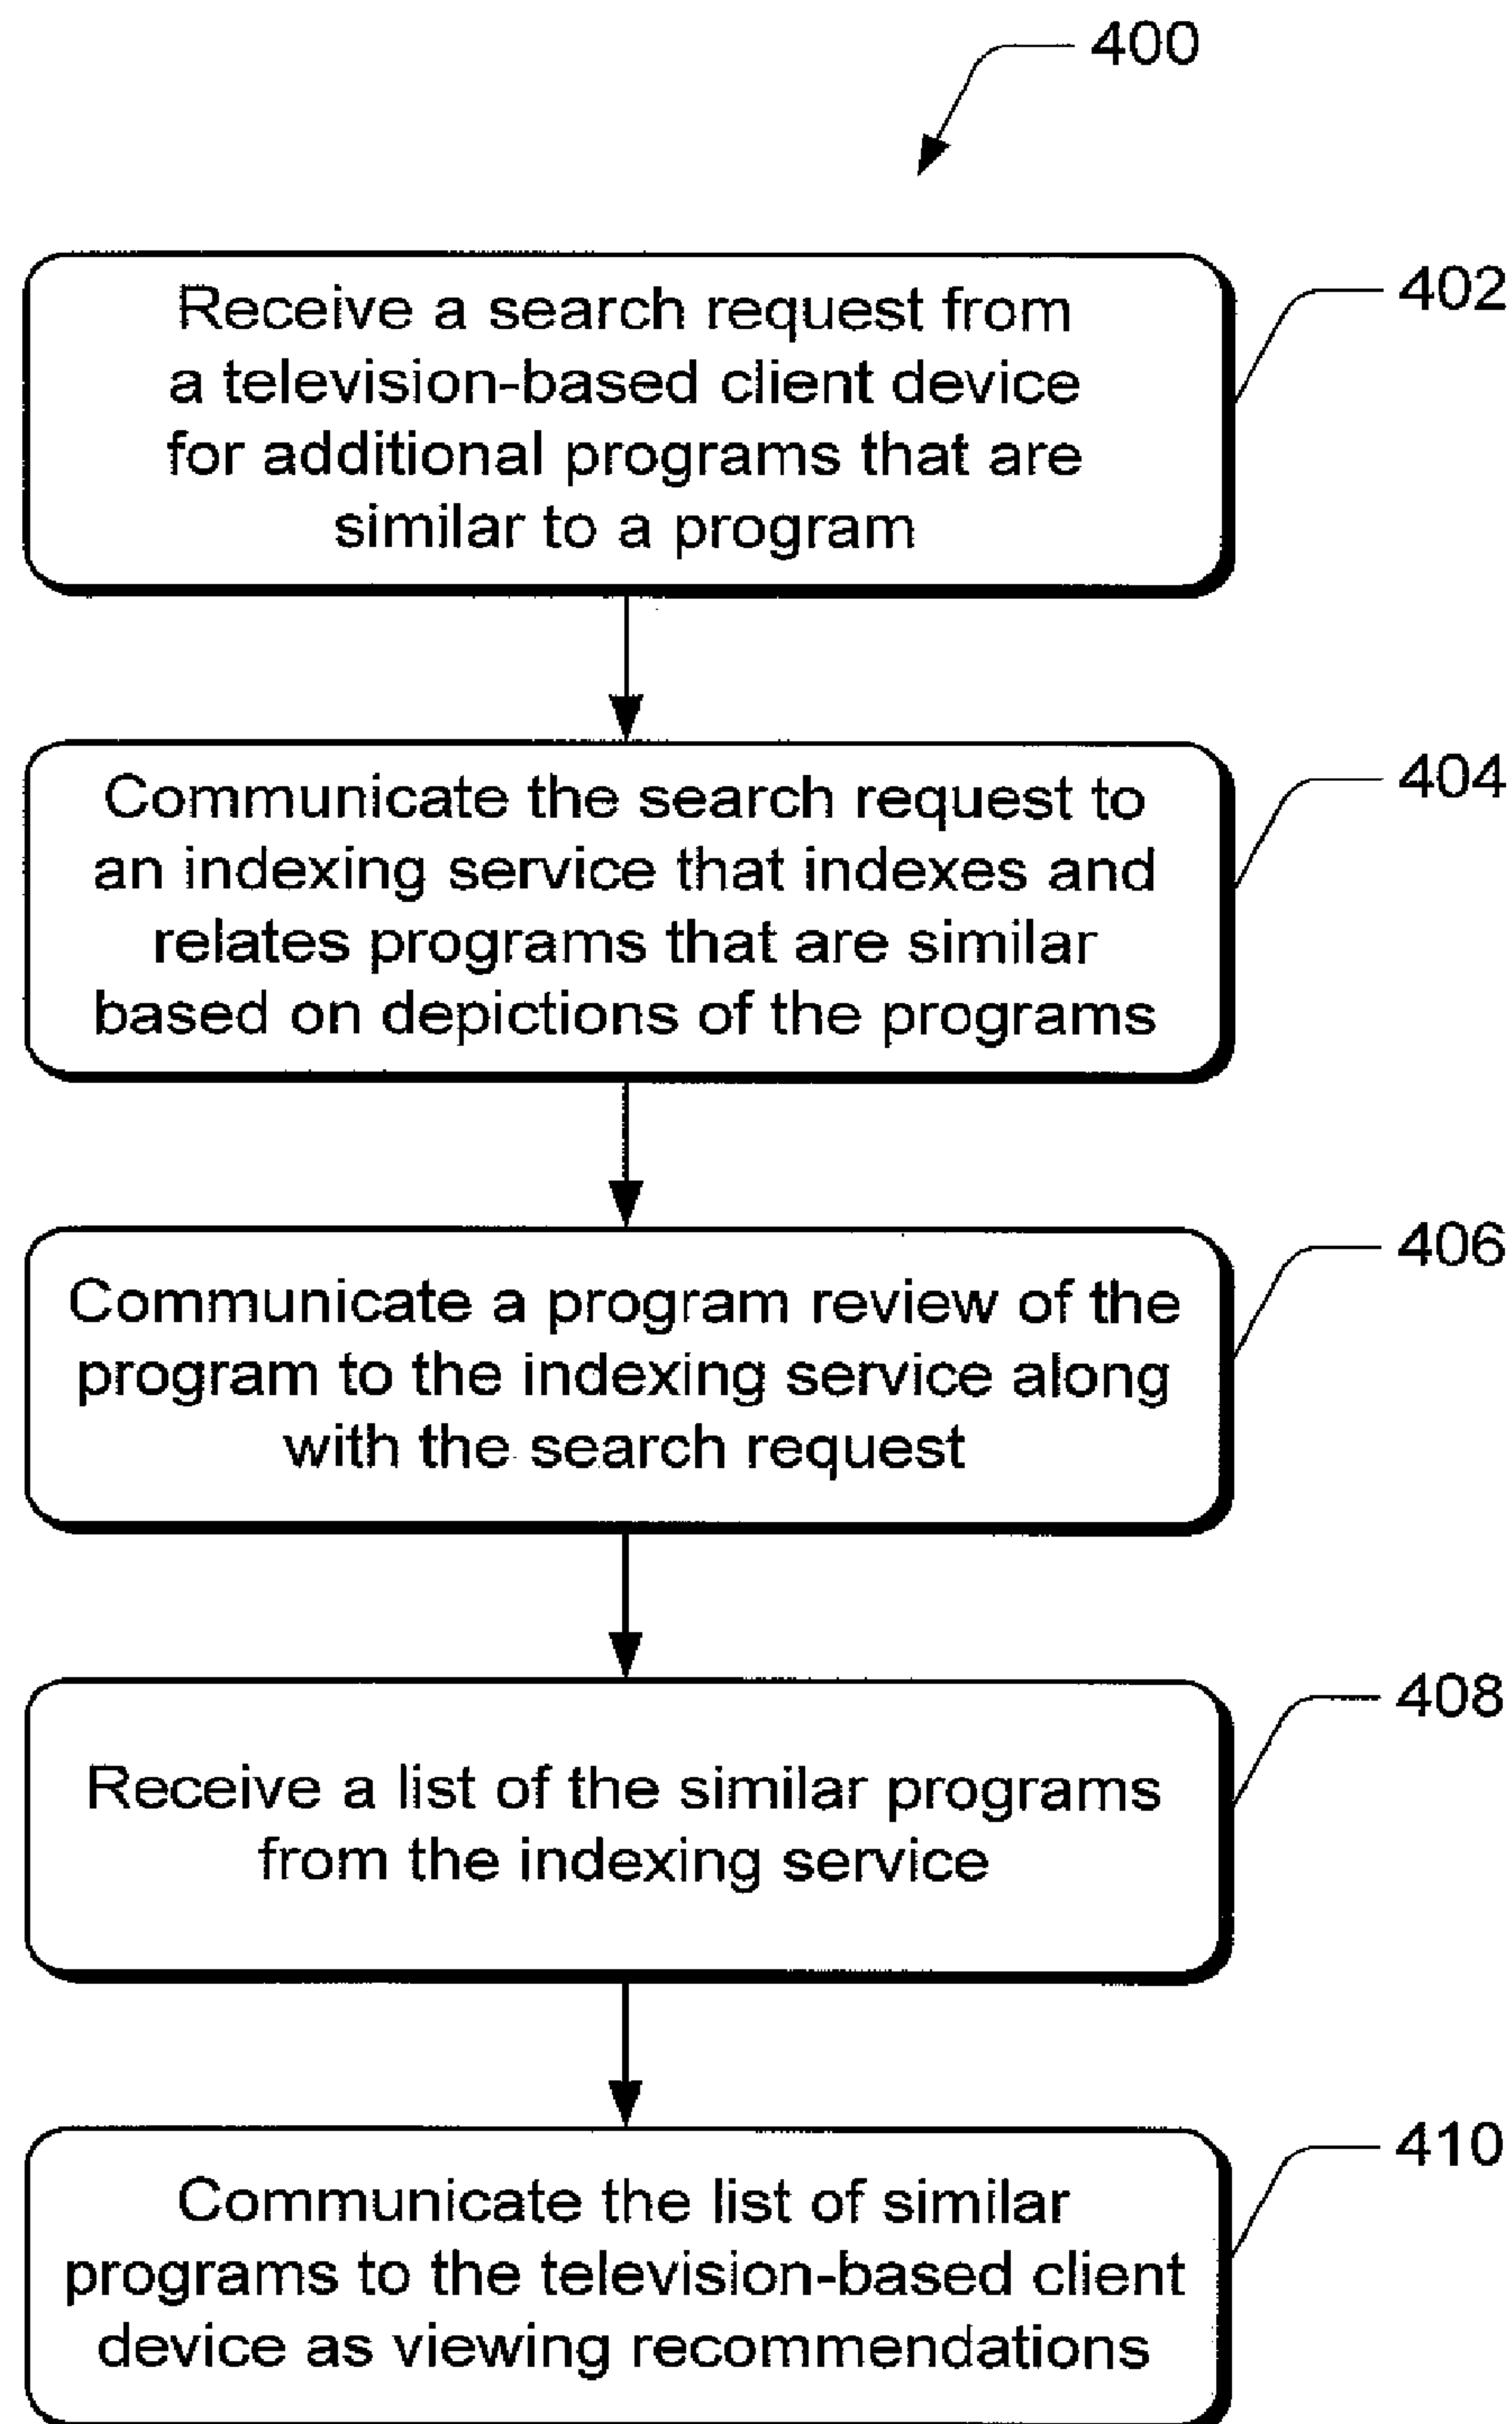 400
Receive a search request from
a television-based client device
for additional programs that are
similar to a program
402
Communicate the search request to
an indexing service that indexes and
relates programs that are similar
based on depictions of the programs
404
Communicate a program review of the
program to the indexing service along
with the search request
406
Receive a list of the similar programs
from the indexing service
408
Communicate the list of similar
programs to the television-based client
device as viewing recommendations
410